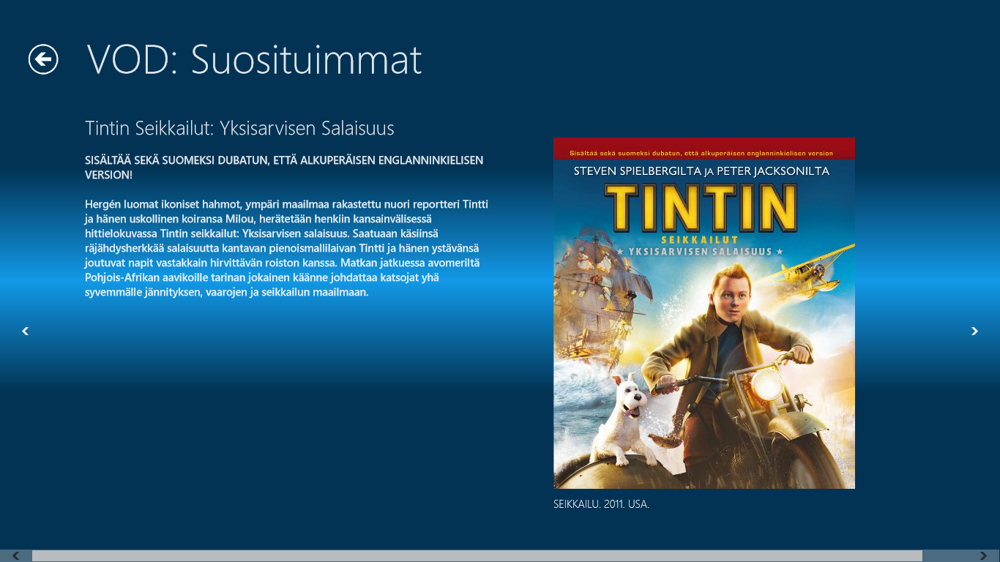 VOD: Suosituimmat
Tintin Seikkailut: Yksisarvisen Salaisuus
SISÄLTÄÄ SEKÄ SUOMEKSI DUBATUN, ETTÄ ALKUPERÄISEN ENGLANNINKIELISEN
VERSION!
Hergén luomat ikoniset hahmot, ympäri maailmaa rakastettu nuori reportteri Tintti
ja hänen uskollinen koiransa Milou, herätetään henkiin kansainvälisessä
hittielokuvassa Tintin seikkailut: Yksisarvisen salaisuus. Saatuaan käsiinsä
räjähdysherkkää salaisuutta kantavan pienoismallilaivan Tintti ja hänen ystävänsä
joutuvat napit vastakkain hirvittävän roiston kanssa. Matkan jatkuessa avomeriltä
Pohjois-Afrikan aavikoille tarinan jokainen käänne johdattaa katsojat yhä
syvemmälle jännityksen, vaarojen ja seikkailun maailmaan.
Sisältää sekä suomeksi dubatun, että alkuperäisen englanninkielisen version
STEVEN SPIELBERGILTA JA PETER JACKSONILTA
TINTIN
SEIKKAILUT
★ YKSISARVISEN SALAISUUS ★
SEIKKAILU. 2011. USA.